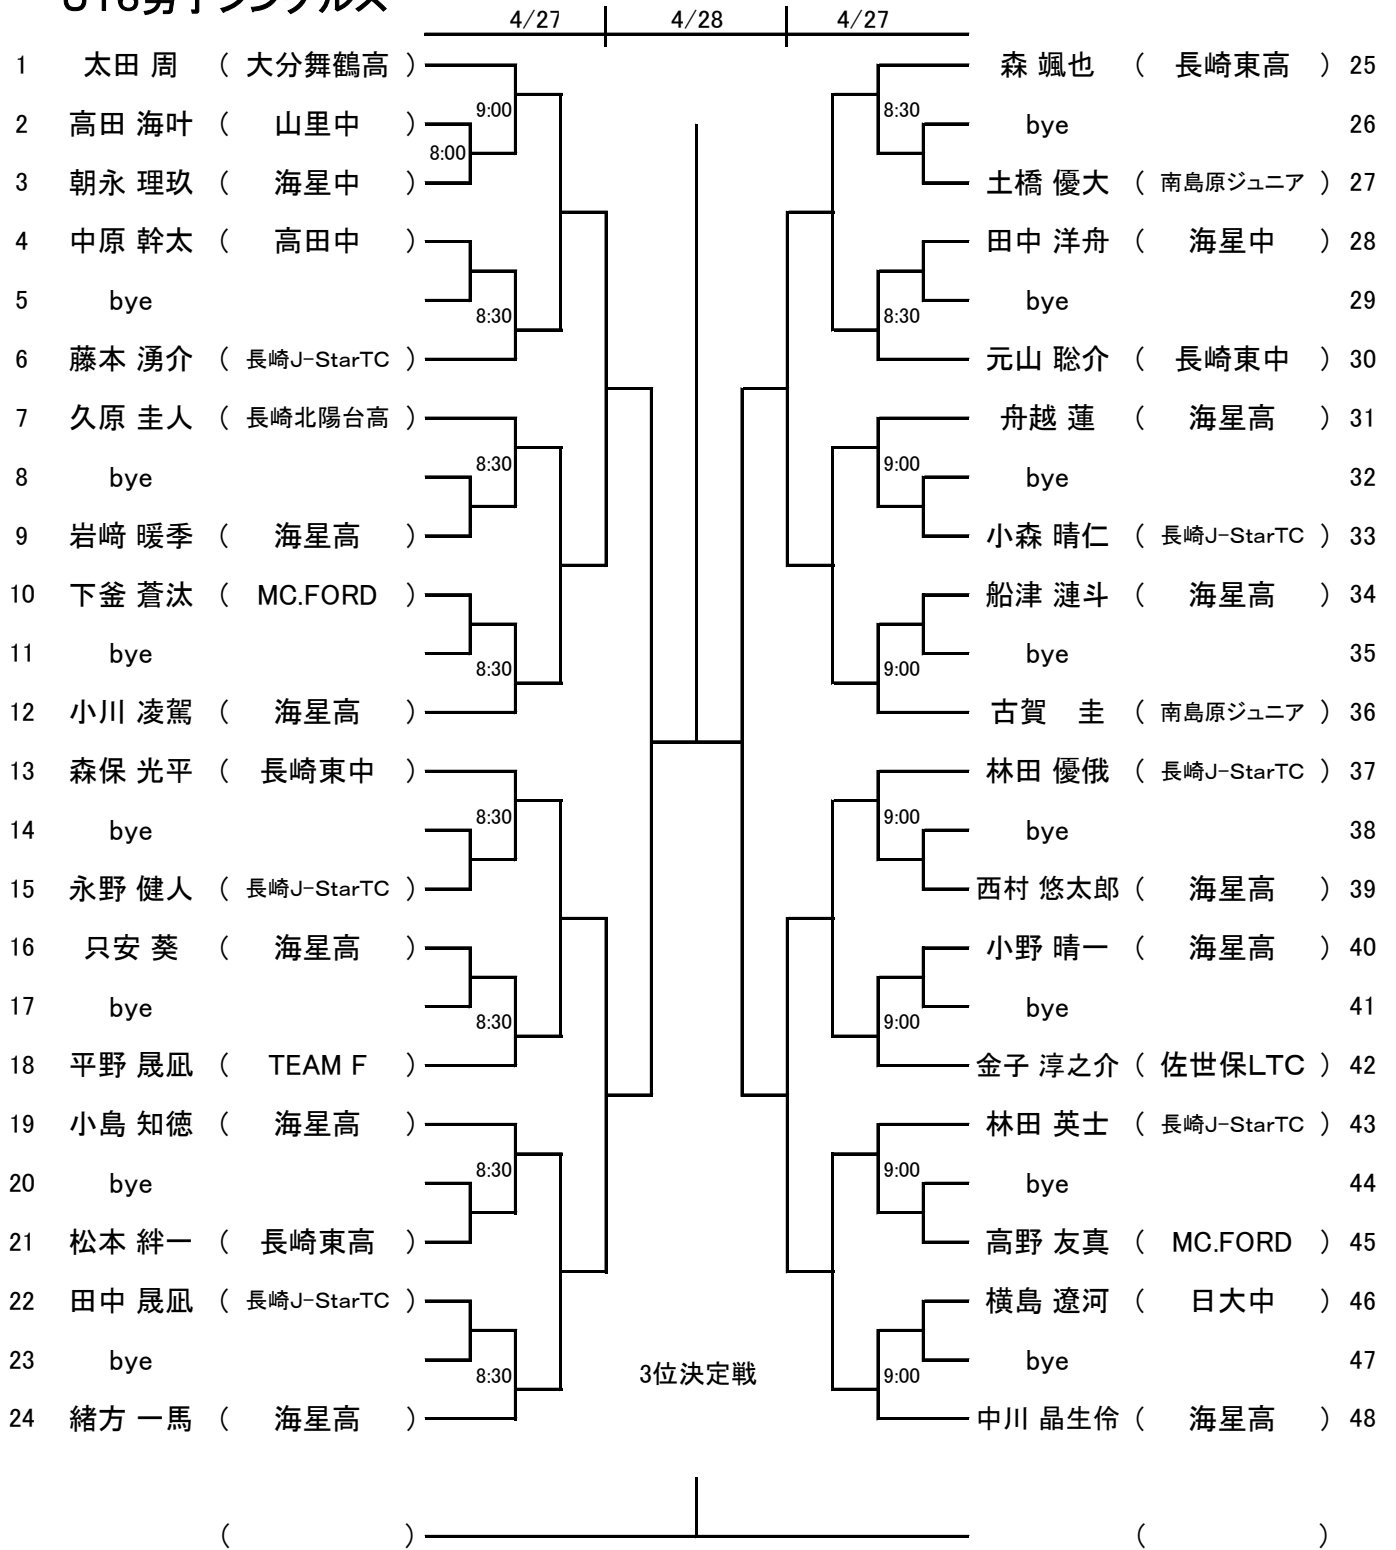 U16男子シングルス
4/27 4/28 4/27
1 太田 周 ( 大分舞鶴高 ) 森 颯也 ( 長崎東高 ) 25
9:00 8:30
2 高田 海叶 ( 山里中 ) bye 26
8:00
3 朝永 理玖 ( 海星中 ) 土橋 優大 ( 南島原ジュニア ) 27
4 中原 幹太 ( 高田中 ) 田中 洋舟 ( 海星中 ) 28
5 bye bye 29
8:30 8:30
6 藤本 湧介 ( 長崎J-StarTC ) 元山 聡介 ( 長崎東中 ) 30
7 久原 圭人 ( 長崎北陽台高 ) 舟越 蓮 ( 海星高 ) 31
8:30 9:00
8 bye bye 32
9 岩﨑 暖季 ( 海星高 ) 小森 晴仁 ( 長崎J-StarTC ) 33
10 下釜 蒼汰 ( MC.FORD ) 船津 漣斗 ( 海星高 ) 34
11 bye bye 35
8:30 9:00
12 小川 凌駕 ( 海星高 ) 古賀　圭 ( 南島原ジュニア ) 36
13 森保 光平 ( 長崎東中 ) 林田 優俄 ( 長崎J-StarTC ) 37
8:30 9:00
14 bye bye 38
15 永野 健人 ( 長崎J-StarTC ) 西村 悠太郎 ( 海星高 ) 39
16 只安 葵 ( 海星高 ) 小野 晴一 ( 海星高 ) 40
17 bye bye 41
8:30 9:00
18 平野 晟凪 ( TEAM F ) 金子 淳之介 ( 佐世保LTC ) 42
19 小島 知徳 ( 海星高 ) 林田 英士 ( 長崎J-StarTC ) 43
8:30 9:00
20 bye bye 44
21 松本 絆一 ( 長崎東高 ) 高野 友真 ( MC.FORD ) 45
22 田中 晟凪 ( 長崎J-StarTC ) 横島 遼河 ( 日大中 ) 46
23 bye bye 47
8:30 3位決定戦 9:00
24 緒方 一馬 ( 海星高 ) 中川 晶生伶 ( 海星高 ) 48
( ) ( )